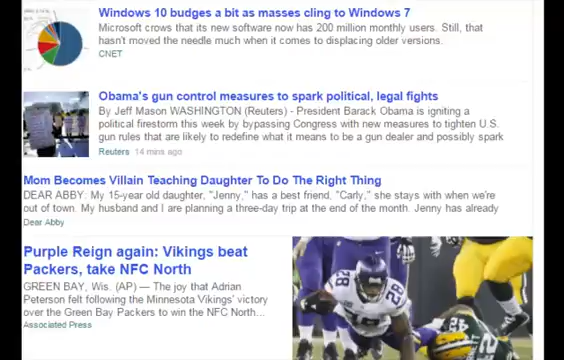 Windows 10 budges a bit as masses cling to Windows 7
Microsoft crows that its new software now has 200 million monthly users. Still, that
hasn't moved the needle much when it comes to displacing older versions.
CNET
Obama's gun control measures to spark political, legal fights
By Jeff Mason WASHINGTON (Reuters) - President Barack Obama is igniting a
political firestorm this week by bypassing Congress with new measures to tighten U.S.
gun rules that are likely to redefine what it means to be a gun dealer and possibly spark
Reuters 14 mins ago
Mom Becomes Villain Teaching Daughter To Do The Right Thing
DEAR ABBY: My 15-year old daughter, "Jenny," has a best friend, "Carly," she stays with when we're
out of town. My husband and I are planning a three-day trip at the end of the month. Jenny has already
Dear Abby
Purple Reign again: Vikings beat
Packers, take NFC North
GREEN BAY, Wis. (AP) — The joy that Adrian
Peterson felt following the Minnesota Vikings' victory
over the Green Bay Packers to win the NFC North...
Associated Press
28
28
42